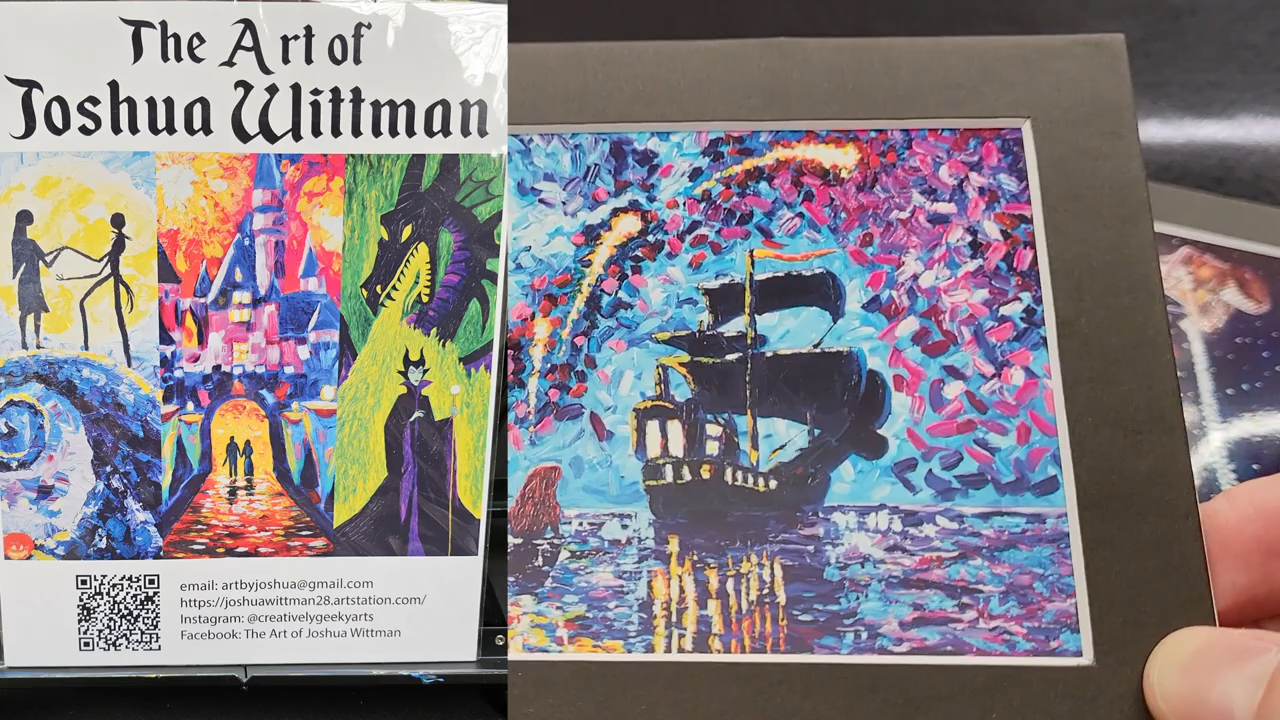 The Art of
Joshua Wittman
email: artbyjoshua@gmail.com
https://joshuawittman28.artstation.com/
Instagram: @creativelygeekyarts
Facebook: The Art of Joshua Wittman